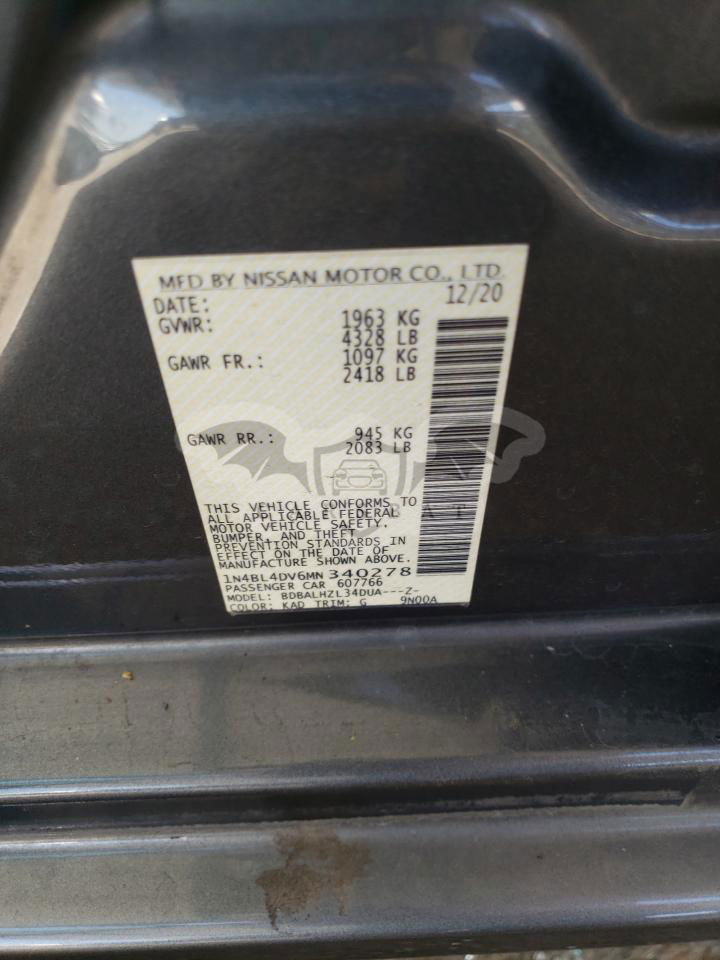 MFD BY NISSAN MOTOR CO., LTD.
DATE: 12/20
GVWR: 1963 KG
4328 LB
GAWR FR.: 1097 KG
2418 LB
GAWR RR.: 945 KG
2083 LB
THIS VEHICLE CONFORMS TO
ALL APPLICABLE FEDERAL
MOTOR VEHICLE SAFETY,
BUMPER, AND THEFT
PREVENTION STANDARDS IN
EFFECT ON THE DATE OF
MANUFACTURE SHOWN ABOVE.
1N4BL4DV6MN340278
PASSENGER CAR 607766
MODEL: BDBALHZL34DUA---Z-
COLOR: KAD TRIM: G 9N00A